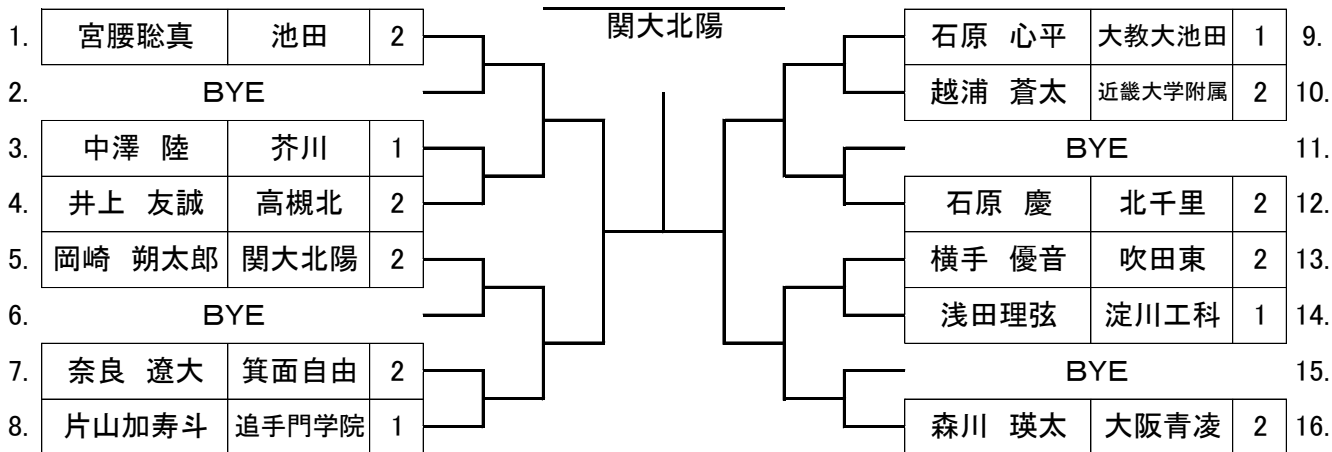 関大北陽
1. 宮腰聡真 池田 2
2. BYE
3. 中澤 陸 芥川 1
4. 井上 友誠 高槻北 2
5. 岡崎 朔太郎 関大北陽 2
6. BYE
7. 奈良 遼大 箕面自由 2
8. 片山加寿斗 追手門学院 1
石原 心平 大教大池田 1 9.
越浦 蒼太 近畿大学附属 2 10.
BYE 11.
石原 慶 北千里 2 12.
横手 優音 吹田東 2 13.
浅田理弦 淀川工科 1 14.
BYE 15.
森川 瑛太 大阪青凌 2 16.